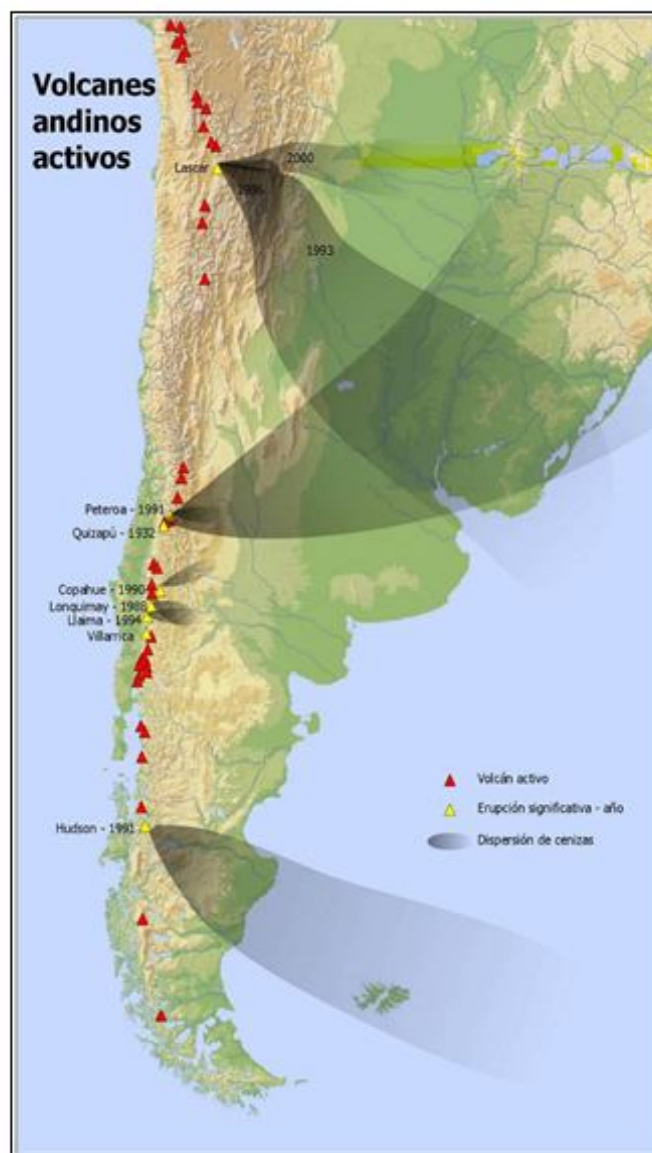 Volcanes
andinos
activos
Lascar
2000
1986
1993
Peteroa - 1991
Quizapú - 1932
Copahue - 1990
Lonquimay - 1988
Llaima - 1994
Villarrica
Hudson - 1991
Volcán activo
Erupción significativa - año
Dispersión de cenizas